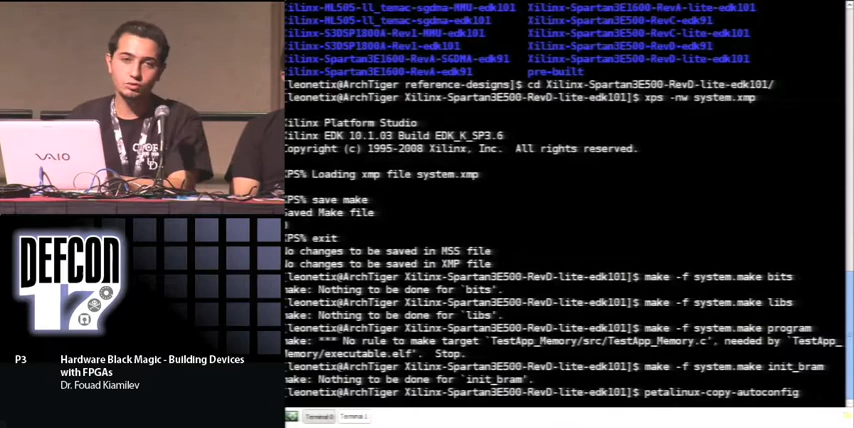 Xilinx-ML505-ll_temac-sgdma-MMU-edk101 Xilinx-Spartan3E1600-RevA-lite-edk101
Xilinx-ML505-ll_temac-sgdma-edk101 Xilinx-Spartan3E500-RevC-edk91
Xilinx-S3DSP1800A-RevI-MMU-edk101 Xilinx-Spartan3E500-RevC-lite-edk101
Xilinx-S3DSP1800A-RevI-edk101 Xilinx-Spartan3E500-RevD-edk91
Xilinx-Spartan3E1600-RevA-SGDMA-edk91 Xilinx-Spartan3E500-RevD-lite-edk101
Xilinx-Spartan3E1600-RevA-edk91 pre-built
[leonetix@ArchTiger reference-designs]$ cd Xilinx-Spartan3E500-RevD-lite-edk101/
[leonetix@ArchTiger Xilinx-Spartan3E500-RevD-lite-edk101]$ xps -nw system.xmp
Xilinx Platform Studio
Xilinx EDK 10.1.03 Build EDK_K_SP3.6
Copyright (c) 1995-2008 Xilinx, Inc. All rights reserved.
XPS% Loading xmp file system.xmp
XPS% save make
Saved Make file
0
XPS% exit
No changes to be saved in MSS file
No changes to be saved in XMP file
[leonetix@ArchTiger Xilinx-Spartan3E500-RevD-lite-edk101]$ make -f system.make bits
make: Nothing to be done for `bits'.
[leonetix@ArchTiger Xilinx-Spartan3E500-RevD-lite-edk101]$ make -f system.make libs
make: Nothing to be done for `libs'.
[leonetix@ArchTiger Xilinx-Spartan3E500-RevD-lite-edk101]$ make -f system.make program
make: *** No rule to make target `TestApp_Memory/src/TestApp_Memory.c', needed by `TestApp_
Memory/executable.elf'. Stop.
[leonetix@ArchTiger Xilinx-Spartan3E500-RevD-lite-edk101]$ make -f system.make init_bram
make: Nothing to be done for `init_bram'.
[leonetix@ArchTiger Xilinx-Spartan3E500-RevD-lite-edk101]$ petalinux-copy-autoconfig
Terminal 0 Terminal 1
VAIO
DEFCON
17
P3 Hardware Black Magic - Building Devices
with FPGAs
Dr. Fouad Kiamilev